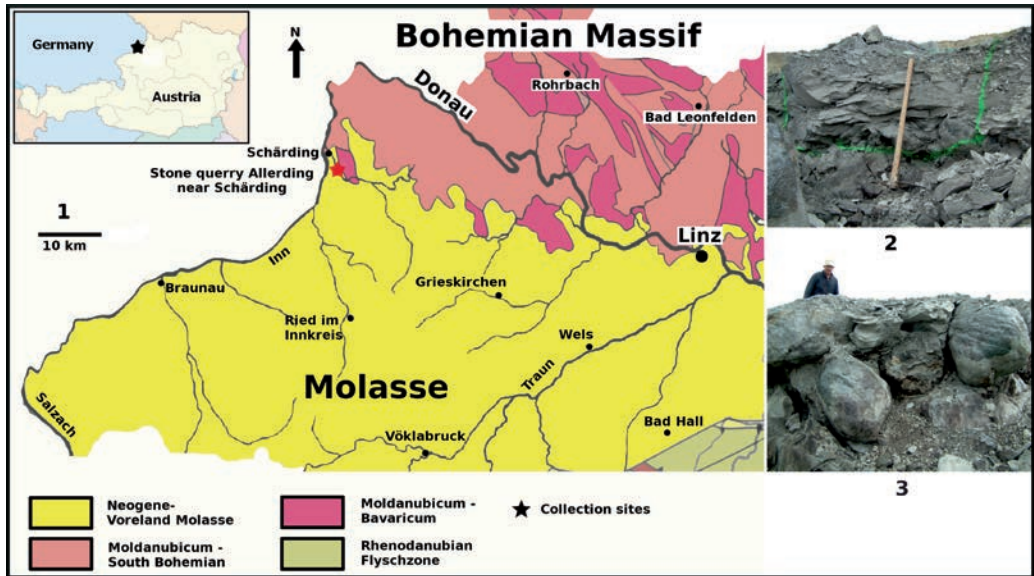 Germany
Austria
N
Bohemian Massif
Donau
Rohrbach
Bad Leonfelden
Schärding
Stone querry Allerding
near Schärding
1
10 km
Inn
Linz
Braunau
Grieskirchen
Ried im
Innkreis
Wels
Molasse
Traun
Salzach
Bad Hall
Vöklabruck
2
3
Neogene-
Voreland Molasse
Moldanubicum -
South Bohemian
Moldanubicum -
Bavaricum
Rhenodanubian
Flyschzone
Collection sites